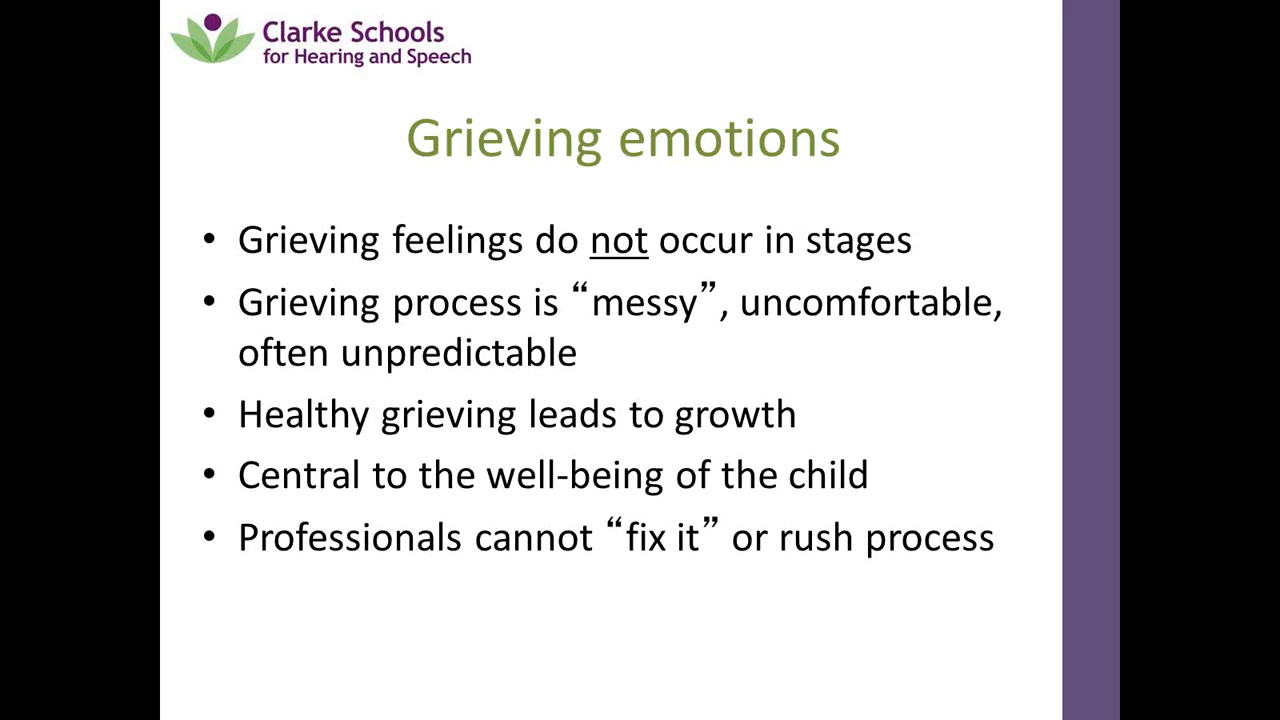 Clarke Schools
for Hearing and Speech
Grieving emotions
• Grieving feelings do not occur in stages
• Grieving process is “messy”, uncomfortable,
often unpredictable
• Healthy grieving leads to growth
• Central to the well-being of the child
• Professionals cannot “fix it” or rush process